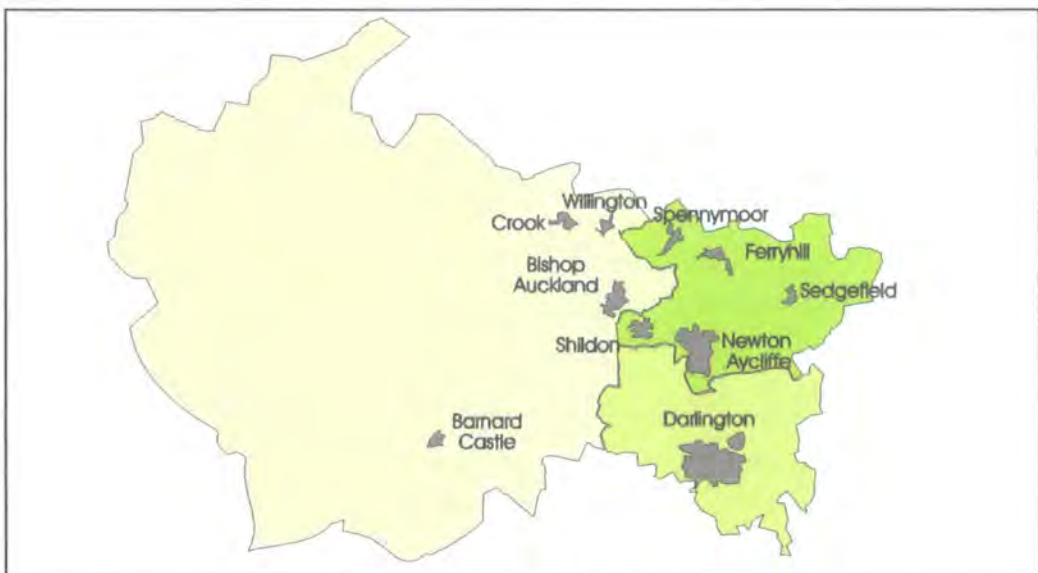 Willington
Crook
Spennymoor
Ferryhill
Bishop
Auckland
Sedgefield
Shildon
Newton
Aycliffe
Darlington
Barnard
Castle